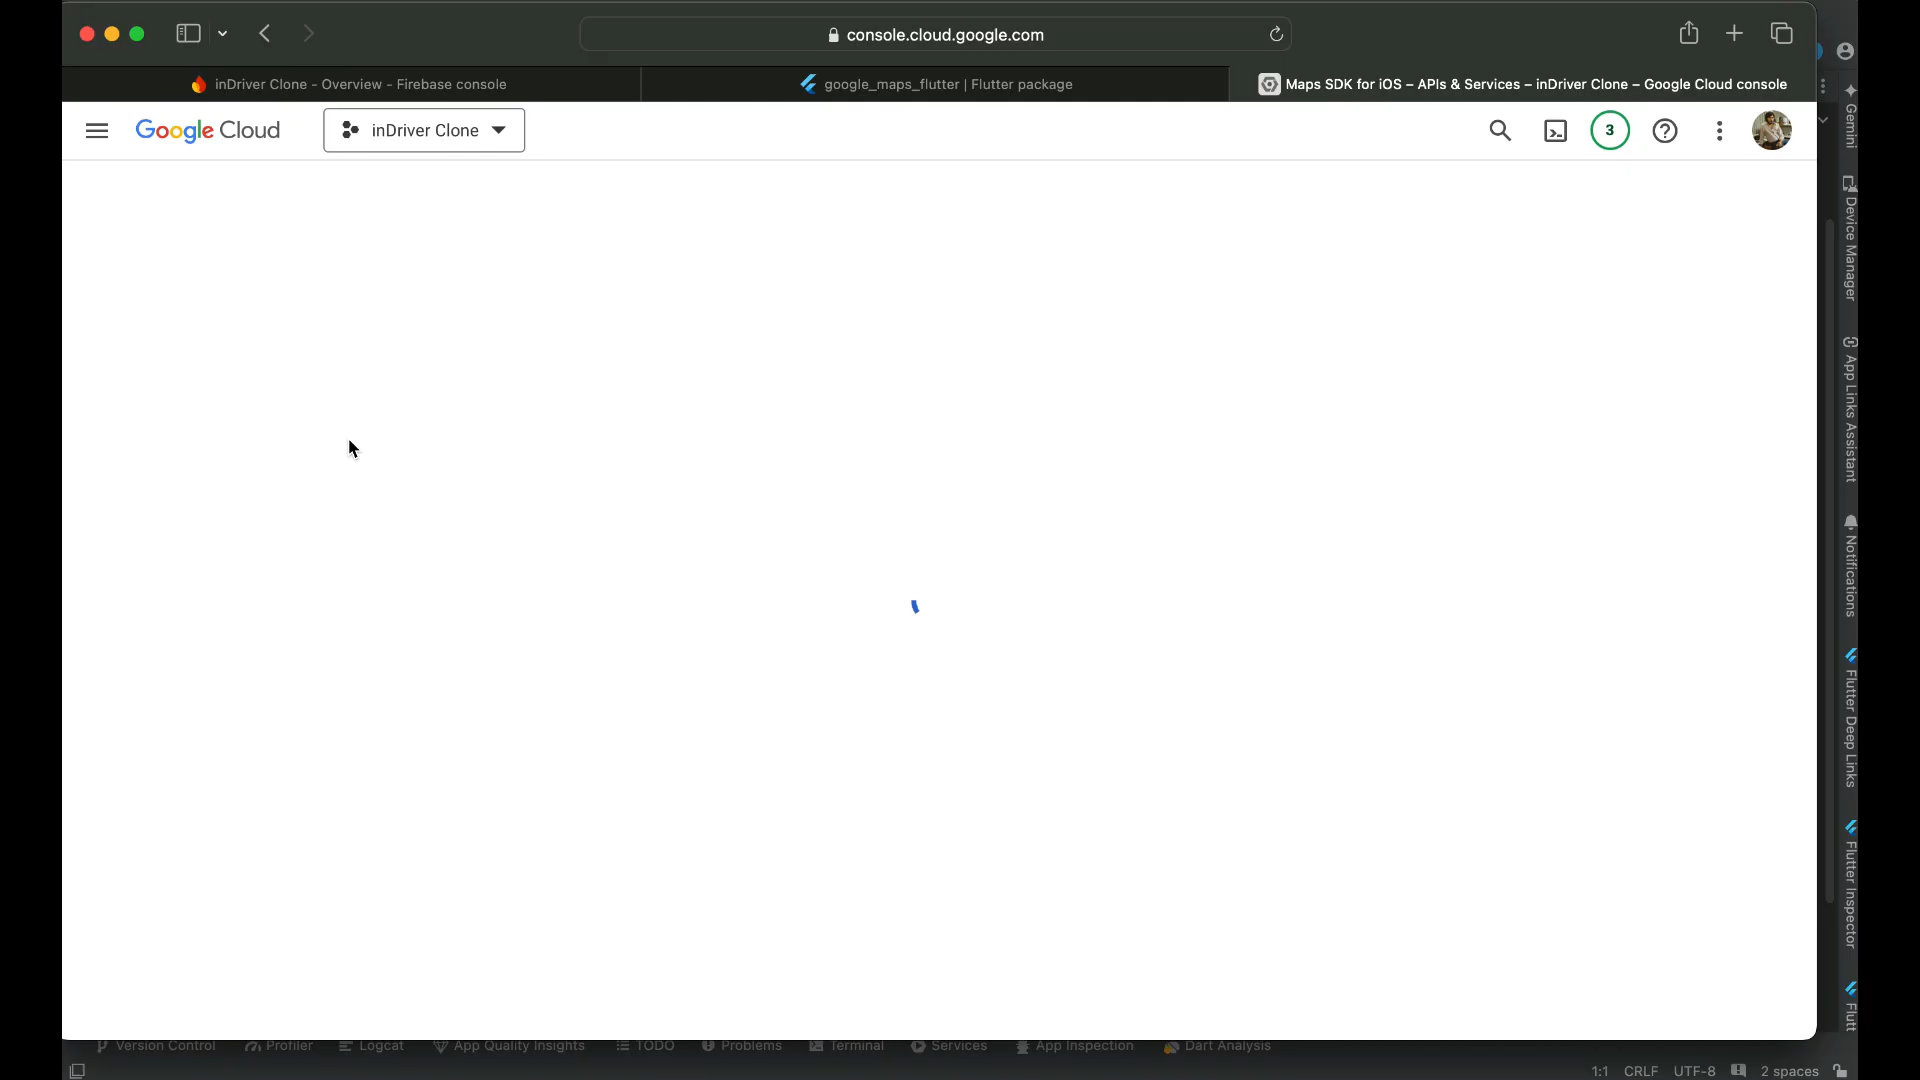 console.cloud.google.com
inDriver Clone - Overview - Firebase console
google_maps_flutter | Flutter package
Maps SDK for iOS – APIs & Services – inDriver Clone – Google Cloud console
Google Cloud
inDriver Clone
3
Gemini
Device Manager
App Links Assistant
Notifications
Flutter Deep Links
Flutter Inspector
Flutt
Version Control
Profiler
Logcat
App Quality Insights
TODO
Problems
Terminal
Services
App Inspection
Dart Analysis
1:1
CRLF
UTF-8
2 spaces